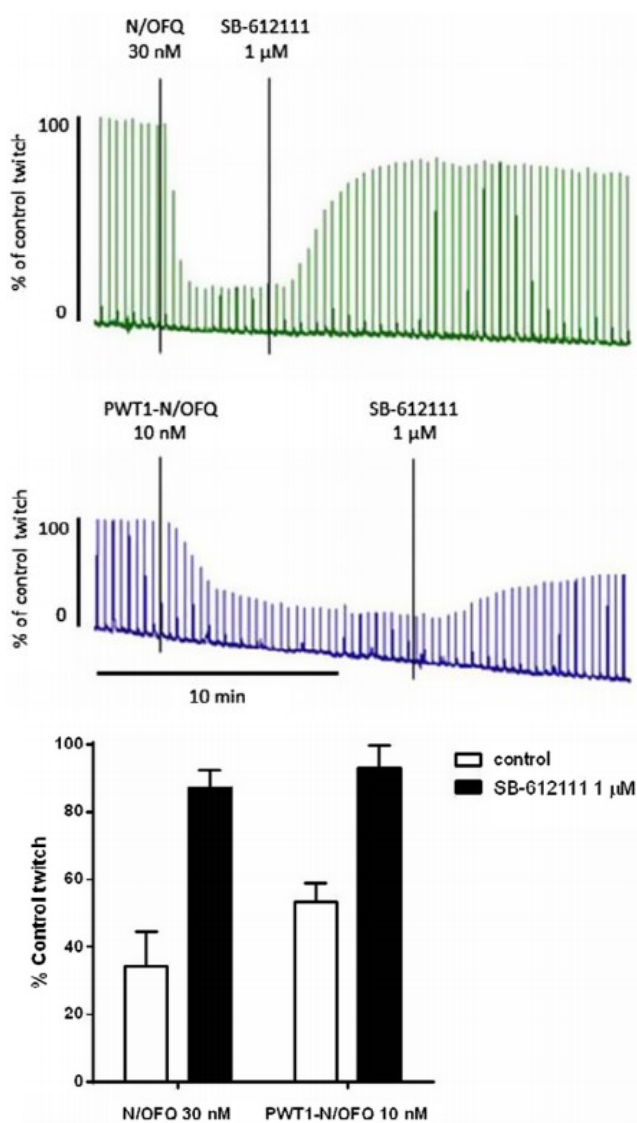 N/OFQ SB-612111
30 nM 1 μM
100
% of control twitch
0
PWT1-N/OFQ SB-612111
10 nM 1 μM
100
% of control twitch
0
10 min
100
80
60
40
20
0
% Control twitch
control
SB-612111 1 μM
N/OFQ 30 nM PWT1-N/OFQ 10 nM